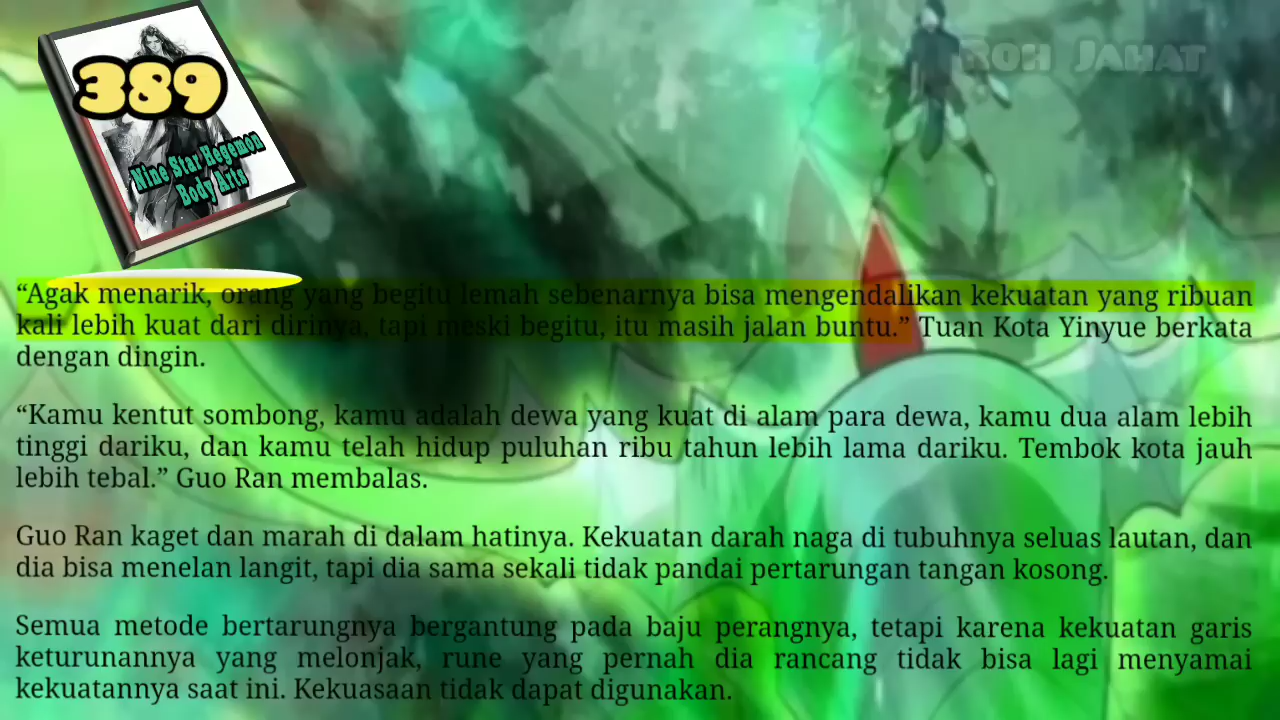 Roh Jahat
389
Nine Star Hegemon
Body Arts
“Agak menarik, orang yang begitu lemah sebenarnya bisa mengendalikan kekuatan yang ribuan
kali lebih kuat dari dirinya, tapi meski begitu, itu masih jalan buntu.” Tuan Kota Yinyue berkata
dengan dingin.
“Kamu kentut sombong, kamu adalah dewa yang kuat di alam para dewa, kamu dua alam lebih
tinggi dariku, dan kamu telah hidup puluhan ribu tahun lebih lama dariku. Tembok kota jauh
lebih tebal.” Guo Ran membalas.
Guo Ran kaget dan marah di dalam hatinya. Kekuatan darah naga di tubuhnya seluas lautan, dan
dia bisa menelan langit, tapi dia sama sekali tidak pandai pertarungan tangan kosong.
Semua metode bertarungnya bergantung pada baju perangnya, tetapi karena kekuatan garis
keturunannya yang melonjak, rune yang pernah dia rancang tidak bisa lagi menyamai
kekuatannya saat ini. Kekuasaan tidak dapat digunakan.